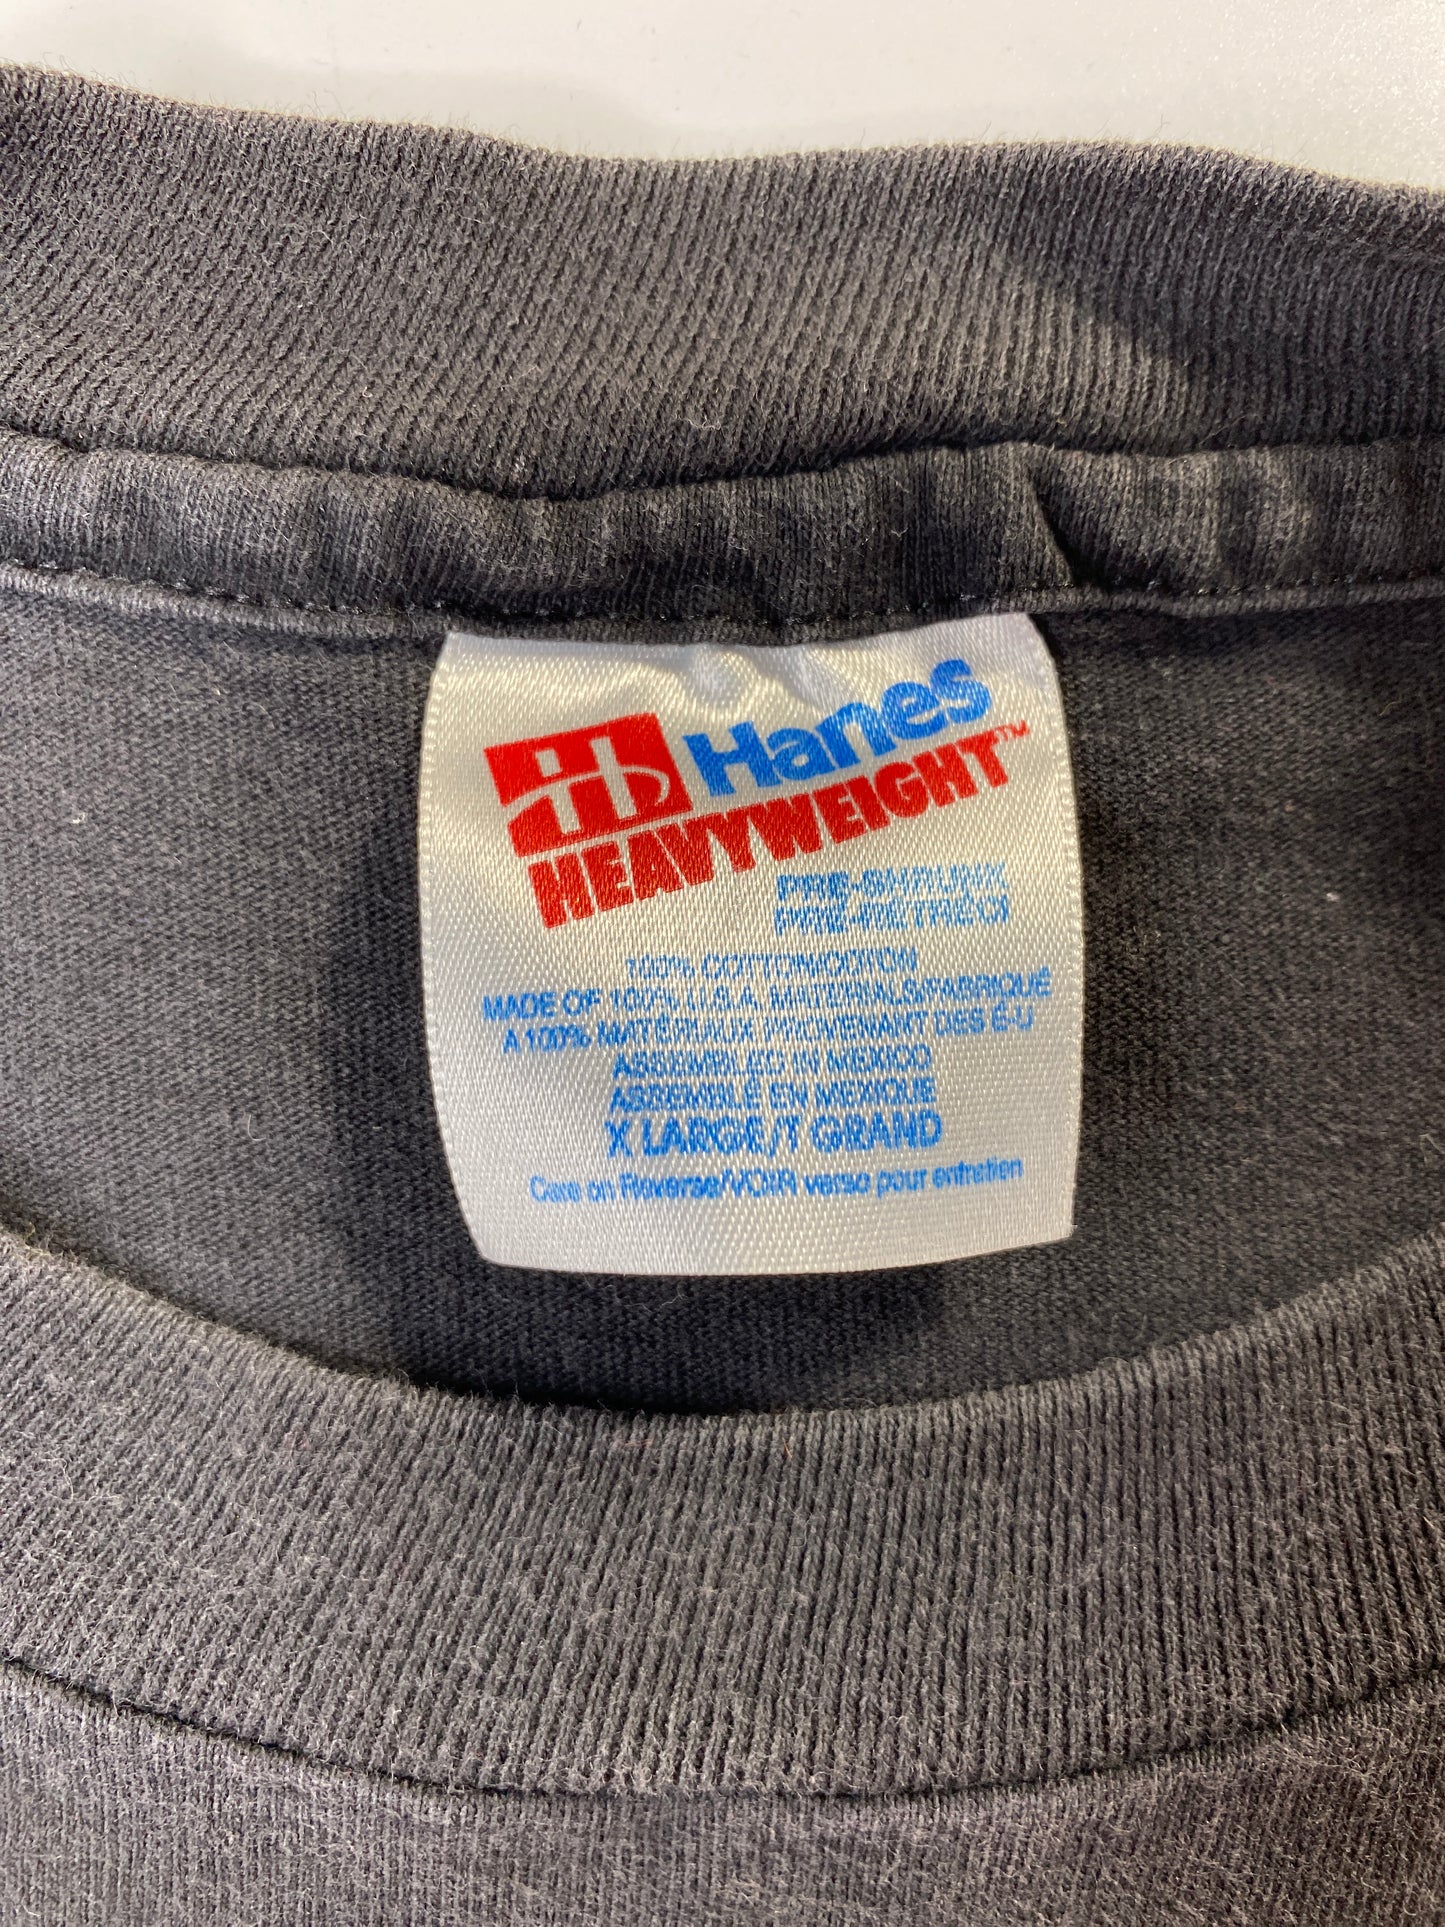 Hanes
HEAVYWEIGHT™
PRE-SHRUNK
PRE-RÉTRÉCI
100% COTTON/COTON
MADE OF 100% U.S.A. MATERIALS/FABRIQUÉ
A 100% MATÉRIAUX PROVENANT DES É-U
ASSEMBLED IN MEXICO
ASSEMBLÉ EN MEXIQUE
X LARGE/T GRAND
Care on Reverse/VOIR verso pour entretien